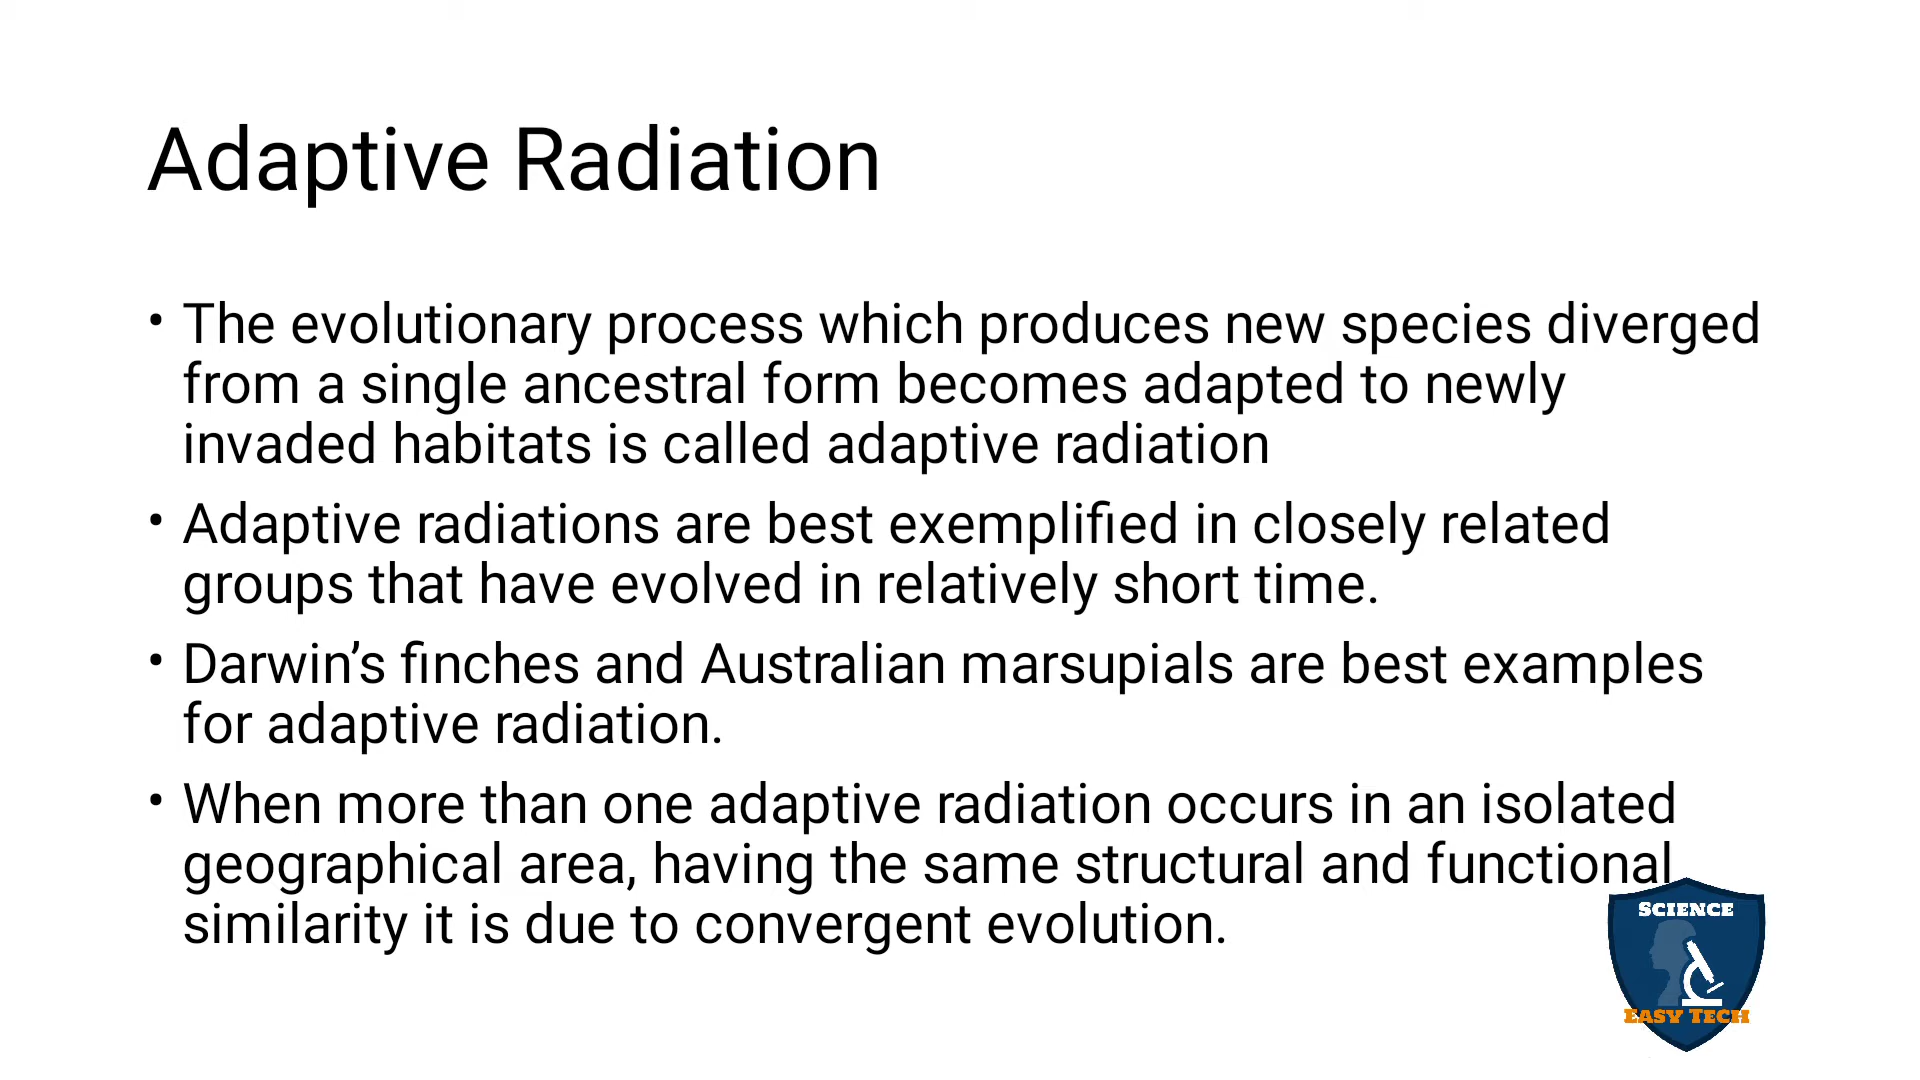 Adaptive Radiation
• The evolutionary process which produces new species diverged
from a single ancestral form becomes adapted to newly
invaded habitats is called adaptive radiation
• Adaptive radiations are best exemplified in closely related
groups that have evolved in relatively short time.
• Darwin’s finches and Australian marsupials are best examples
for adaptive radiation.
• When more than one adaptive radiation occurs in an isolated
geographical area, having the same structural and functional
similarity it is due to convergent evolution.
SCIENCE
EASY TECH